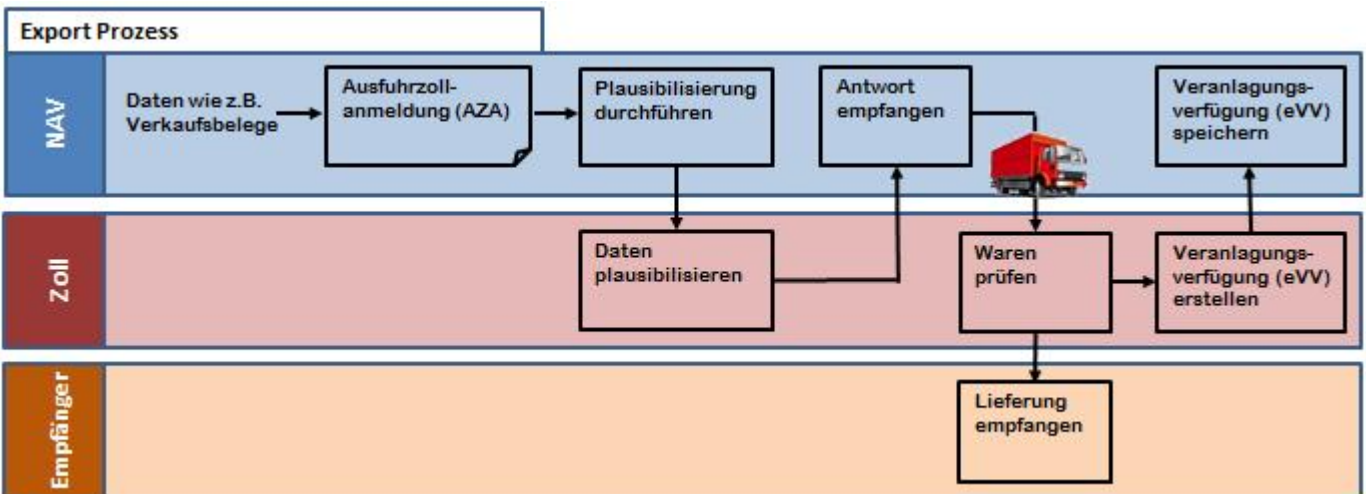 Export Prozess
NAV
Daten wie z.B.
Verkaufsbelege
Ausfuhrzoll-
anmeldung (AZA)
Plausibilisierung
durchführen
Antwort
empfangen
Veranlagungs-
verfügung (eVV)
speichern
Zoll
Daten
plausibilisieren
Waren
prüfen
Veranlagungs-
verfügung (eVV)
erstellen
Empfänger
Lieferung
empfangen